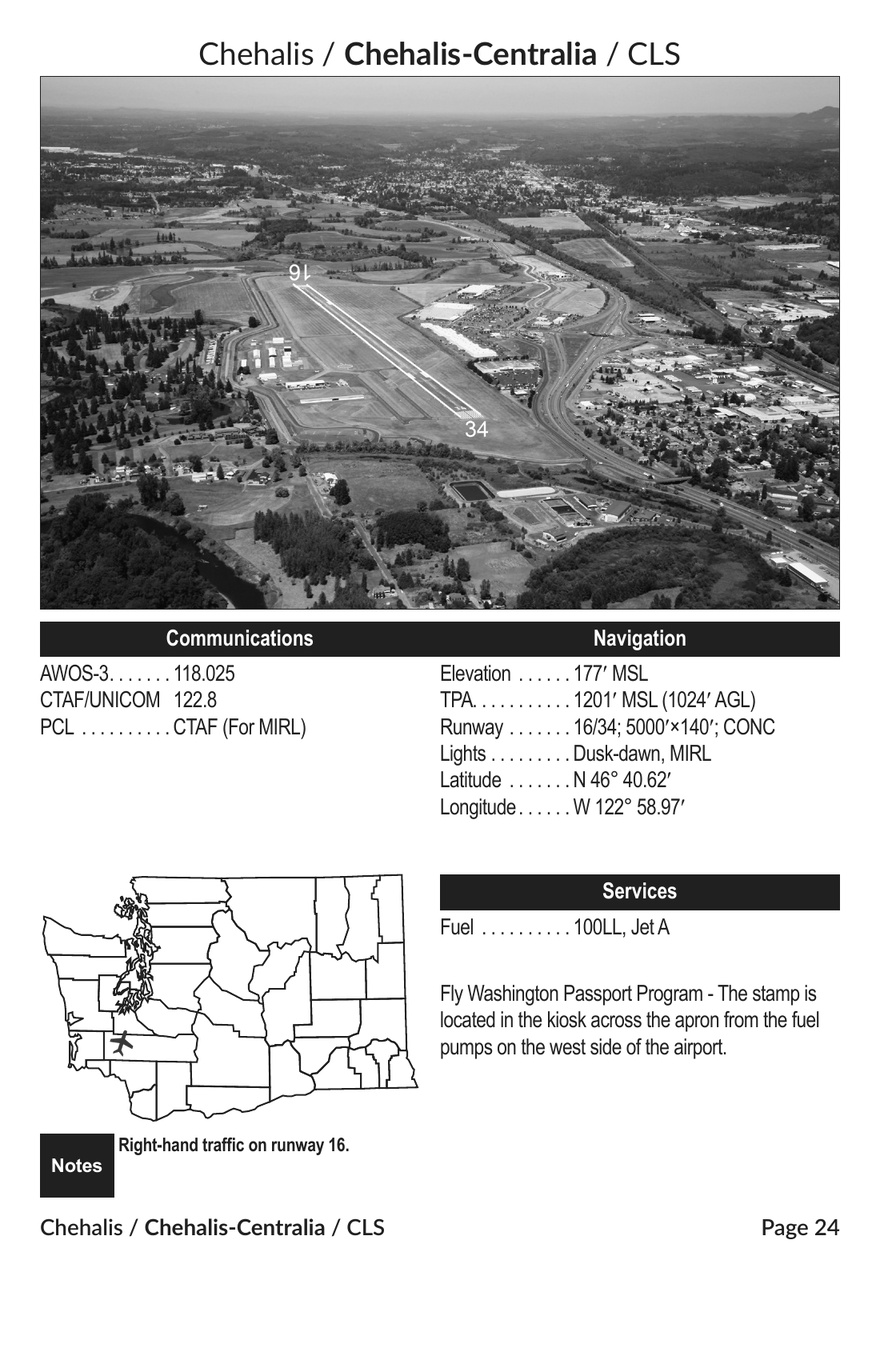 Chehalis / Chehalis-Centralia / CLS
16
34
Communications
AWOS-3. . . . . . . 118.025
CTAF/UNICOM 122.8
PCL . . . . . . . . . . CTAF (For MIRL)
Navigation
Elevation . . . . . . 177′ MSL
TPA. . . . . . . . . . . 1201′ MSL (1024′ AGL)
Runway . . . . . . . 16/34; 5000′×140′; CONC
Lights . . . . . . . . . Dusk-dawn, MIRL
Latitude . . . . . . . N 46° 40.62′
Longitude. . . . . . W 122° 58.97′
Services
Fuel . . . . . . . . . . 100LL, Jet A
Fly Washington Passport Program - The stamp is
located in the kiosk across the apron from the fuel
pumps on the west side of the airport.
Notes
Right-hand traffic on runway 16.
Chehalis / Chehalis-Centralia / CLS
Page 24